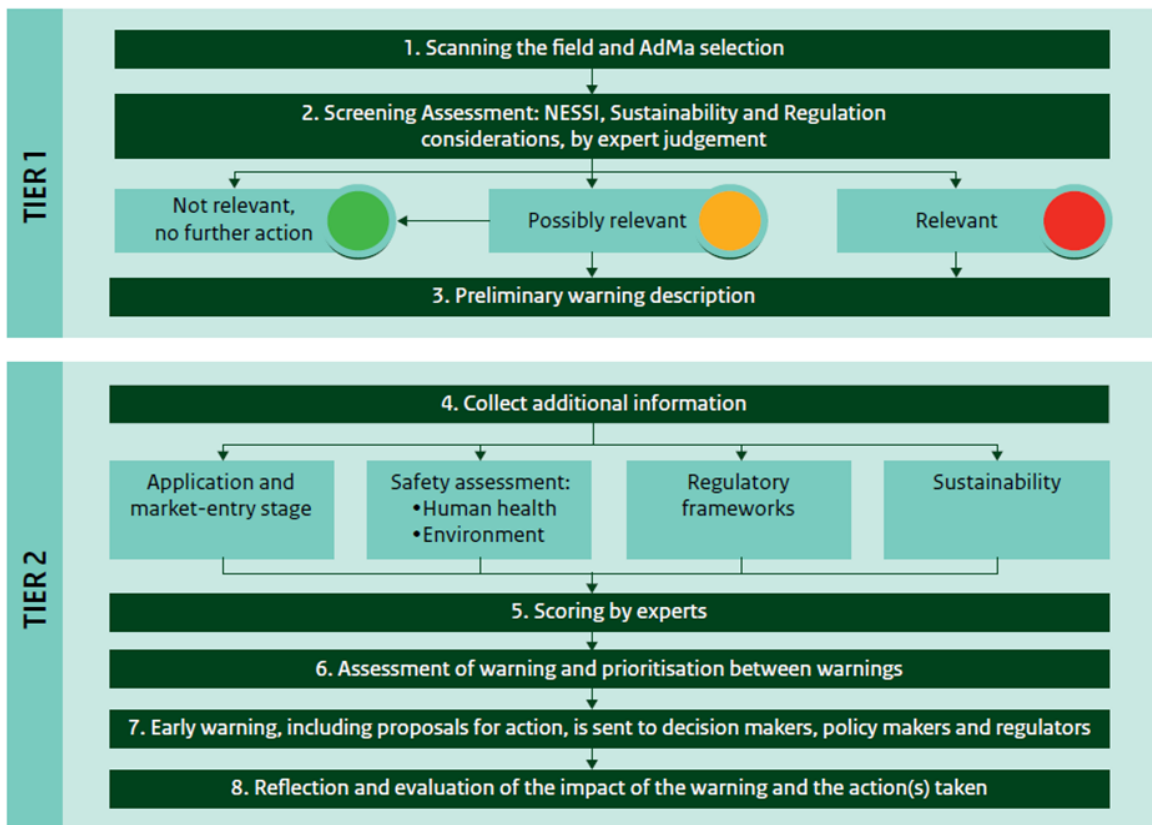 TIER 1
1. Scanning the field and AdMa selection
2. Screening Assessment: NESSI, Sustainability and Regulation
considerations, by expert judgement
Not relevant,
no further action
Possibly relevant
Relevant
3. Preliminary warning description
TIER 2
4. Collect additional information
Application and
market-entry stage
Safety assessment:
•Human health
•Environment
Regulatory
frameworks
Sustainability
5. Scoring by experts
6. Assessment of warning and prioritisation between warnings
7. Early warning, including proposals for action, is sent to decision makers, policy makers and regulators
8. Reflection and evaluation of the impact of the warning and the action(s) taken